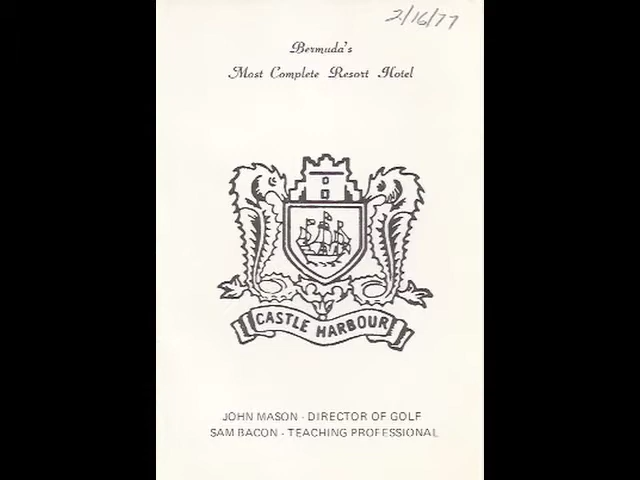 2/16/77
Bermuda's
Most Complete Resort Hotel
CASTLE HARBOUR
JOHN MASON - DIRECTOR OF GOLF
SAM BACON - TEACHING PROFESSIONAL